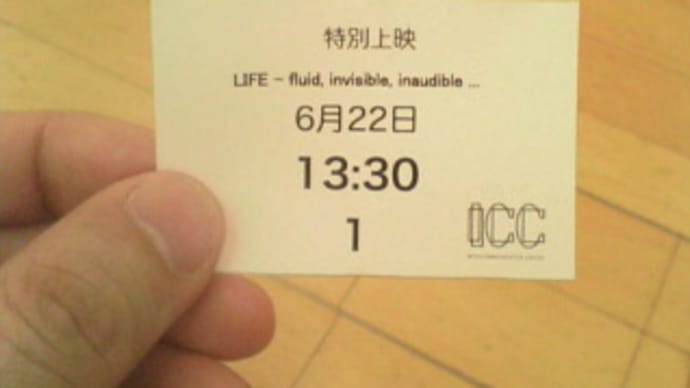 特別上映
LIFE - fluid, invisible, inaudible ...
6月22日
13:30
1
ICC